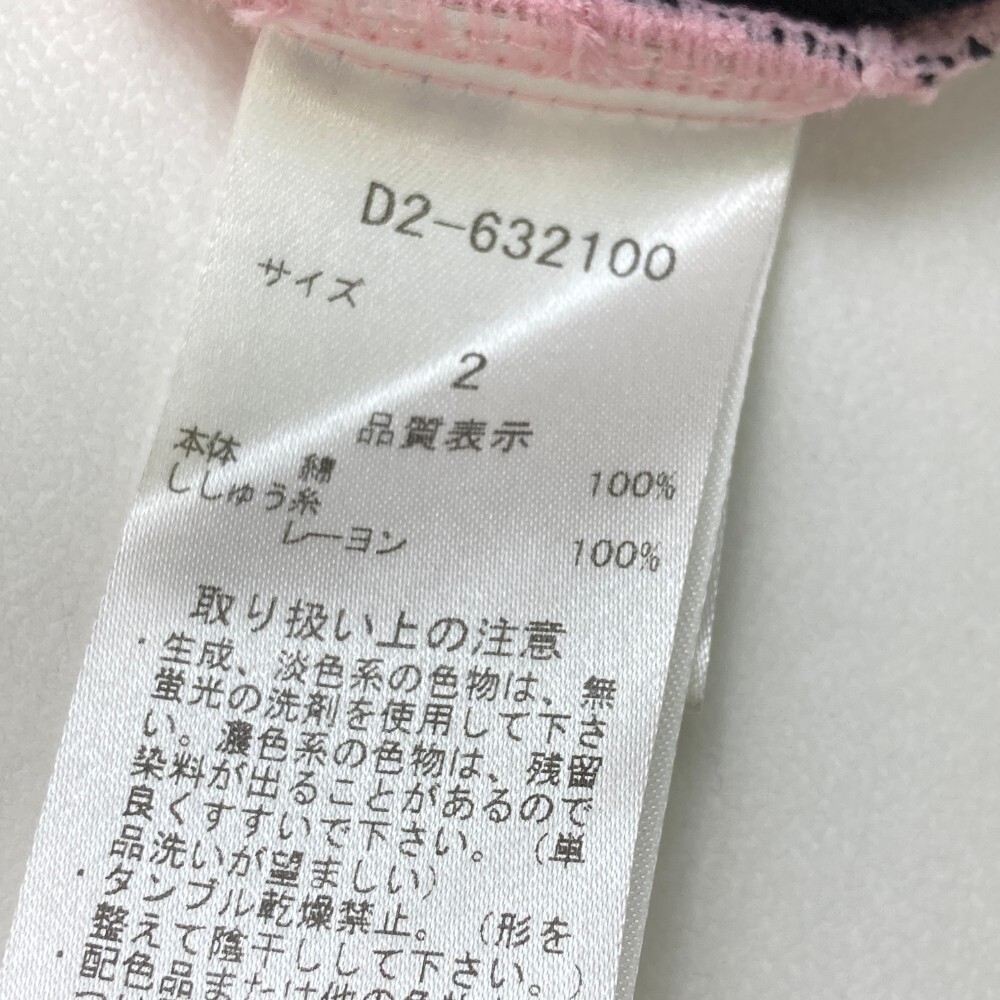 D2-632100
サイズ
2
品質表示
本体 綿 100%
ししゅう糸
レーヨン 100%
取り扱い上の注意
・生成、淡色系の色物は、無
蛍光の洗剤を使用して下さ
い。濃色系の色物は、残留
染料が出ることがあるので
良くすすいで下さい。(単
品洗いが望ましい)
・タンブル乾燥禁止。(形を
整えて陰干しして下さい。)
・配色品または他の色